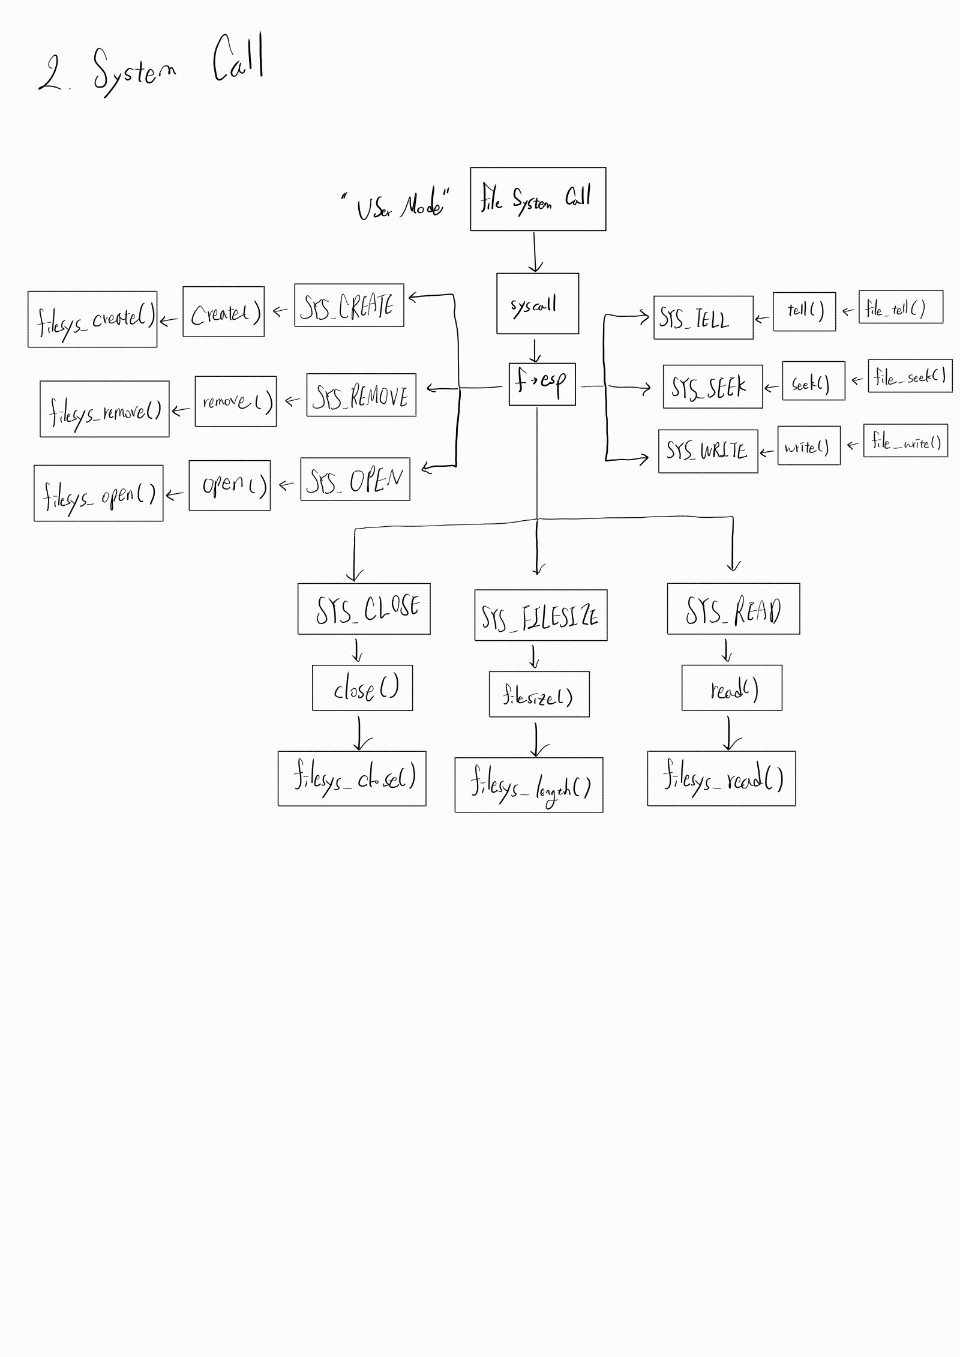 2. System Call
"User Mode"
file System Call
syscall
f→esp
filesys_create()
Create()
SYS_CREATE
filesys_remove()
remove()
SYS_REMOVE
filesys_open()
open()
SYS_OPEN
SYS_TELL
tell()
file_tell()
SYS_SEEK
seek()
file_seek()
SYS_WRITE
write()
file_write()
SYS_CLOSE
close()
filesys_close()
SYS_FILESIZE
filesize()
filesys_length()
SYS_READ
read()
filesys_read()